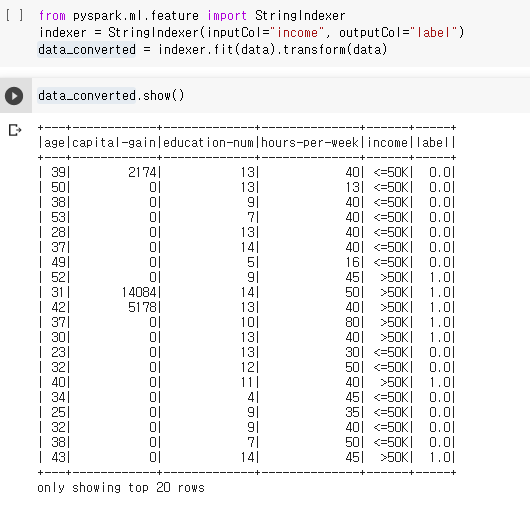 [ ] from pyspark.ml.feature import StringIndexer
indexer = StringIndexer(inputCol="income", outputCol="label")
data_converted = indexer.fit(data).transform(data)
data_converted.show()
+---+------------+-------------+--------------+------+-----+
|age|capital-gain|education-num|hours-per-week|income|label|
+---+------------+-------------+--------------+------+-----+
| 39|        2174|           13|            40| <=50K|  0.0|
| 50|           0|           13|            13| <=50K|  0.0|
| 38|           0|            9|            40| <=50K|  0.0|
| 53|           0|            7|            40| <=50K|  0.0|
| 28|           0|           13|            40| <=50K|  0.0|
| 37|           0|           14|            40| <=50K|  0.0|
| 49|           0|            5|            16| <=50K|  0.0|
| 52|           0|            9|            45|  >50K|  1.0|
| 31|       14084|           14|            50|  >50K|  1.0|
| 42|        5178|           13|            40|  >50K|  1.0|
| 37|           0|           10|            80|  >50K|  1.0|
| 30|           0|           13|            40|  >50K|  1.0|
| 23|           0|           13|            30| <=50K|  0.0|
| 32|           0|           12|            50| <=50K|  0.0|
| 40|           0|           11|            40|  >50K|  1.0|
| 34|           0|            4|            45| <=50K|  0.0|
| 25|           0|            9|            35| <=50K|  0.0|
| 32|           0|            9|            40| <=50K|  0.0|
| 38|           0|            7|            50| <=50K|  0.0|
| 43|           0|           14|            45|  >50K|  1.0|
+---+------------+-------------+--------------+------+-----+
only showing top 20 rows